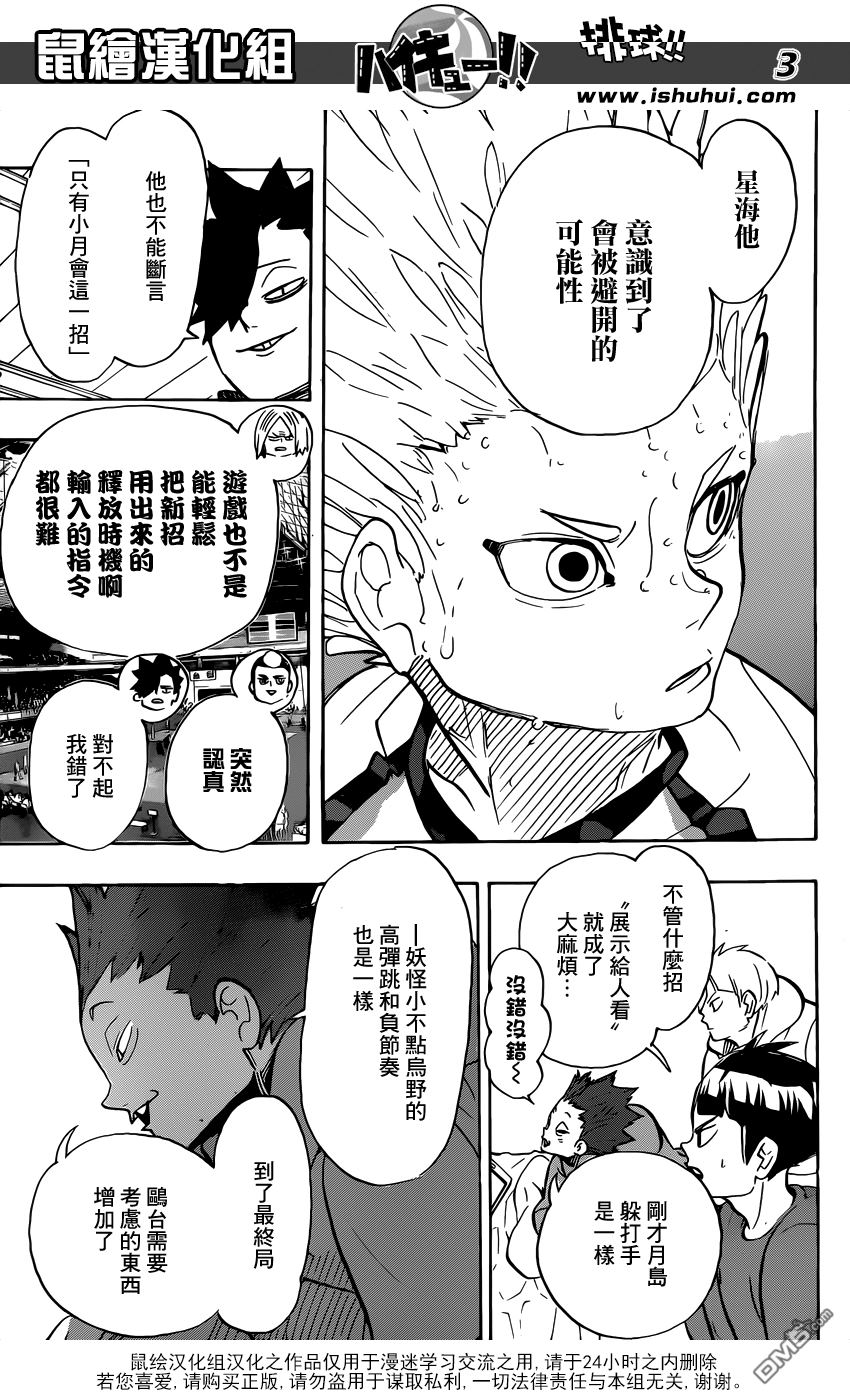 鼠繪漢化組
ハイキュー!!
排球!!
3
www.ishuhui.com
星海他
意識到了
會被避開的
可能性
他也不能斷言
「只有小月會這一招」
遊戲也不是
能輕鬆
把新招
用出來的
釋放時機啊
輸入的指令
都很難
突然
認真
對不起
我錯了
不管什麼招
〝展示給人看〞
就成了
大麻煩…
沒錯沒錯~
剛才月島
躲打手
是一樣
—妖怪小不點烏野的
高彈跳和負節奏
也是一樣
到了最終局
鷗台需要
考慮的東西
增加了
鼠绘汉化组汉化之作品仅用于漫迷学习交流之用,请于24小时之内删除
若您喜爱,请购买正版,请勿盗用于谋取私利,一切法律责任与本组无关,谢谢。
DM5.com